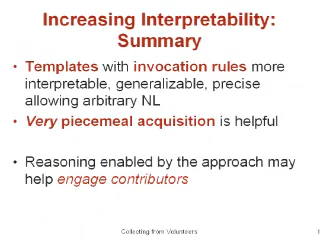 Increasing Interpretability:
Summary
• Templates with invocation rules more
interpretable, generalizable, precise
allowing arbitrary NL
• Very piecemeal acquisition is helpful
• Reasoning enabled by the approach may
help engage contributors
Collecting from Volunteers
1